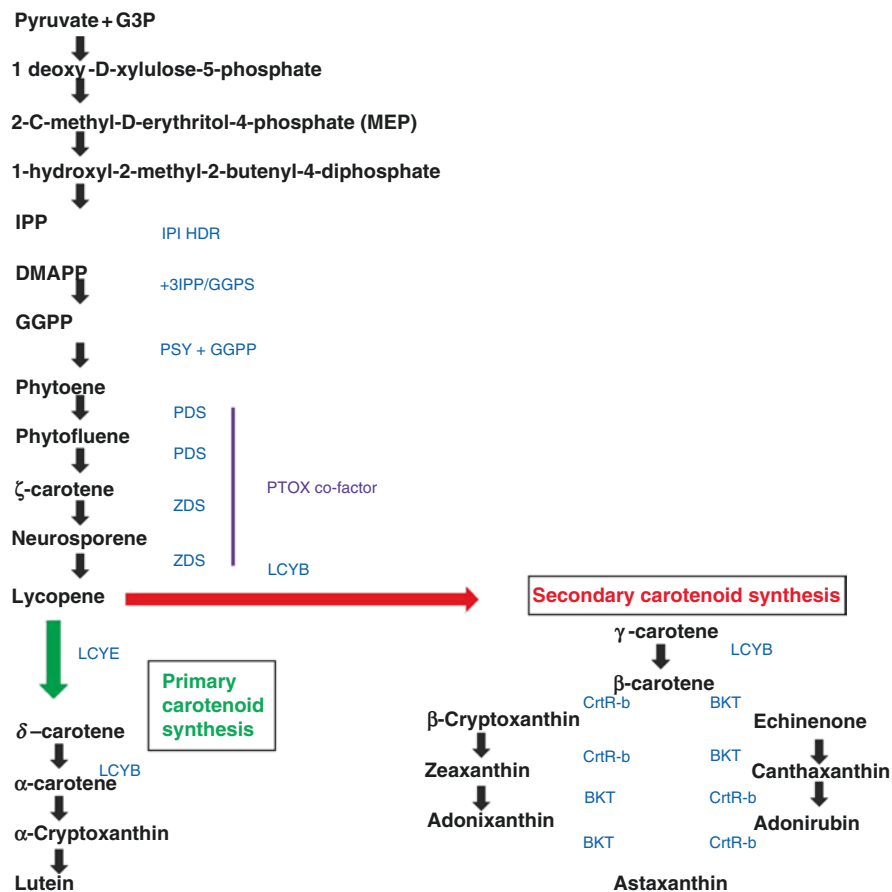 Pyruvate + G3P
1 deoxy-D-xylulose-5-phosphate
2-C-methyl-D-erythritol-4-phosphate (MEP)
1-hydroxyl-2-methyl-2-butenyl-4-diphosphate
IPP
IPI HDR
DMAPP
+3IPP/GGPS
GGPP
PSY + GGPP
Phytoene
PDS
Phytofluene
PDS
ζ-carotene
PTOX co-factor
ZDS
Neurosporene
ZDS
LCYB
Lycopene
Secondary carotenoid synthesis
LCYE
Primary
carotenoid
synthesis
δ–carotene
LCYB
α-carotene
α-Cryptoxanthin
Lutein
γ-carotene
LCYB
β-carotene
CrtR-b
BKT
β-Cryptoxanthin
Echinenone
CrtR-b
BKT
Zeaxanthin
Canthaxanthin
BKT
CrtR-b
Adonixanthin
Adonirubin
BKT
CrtR-b
Astaxanthin